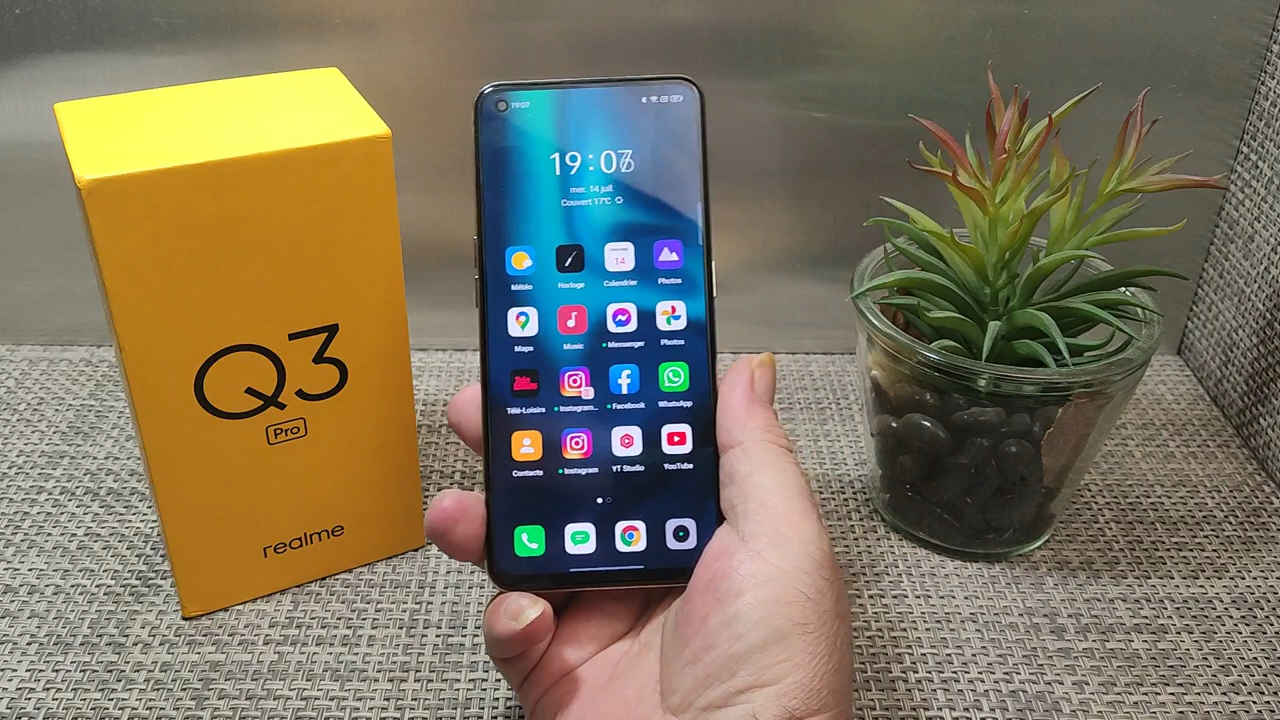 Q3
Pro
realme
19:07
mer. 14 juil.
Couvert 17°C
14
Météo
Horloge
Calendrier
Photos
Maps
Music
Messenger
Photos
Télé-Loisirs
Instagram...
Facebook
WhatsApp
Contacts
Instagram
YT Studio
YouTube